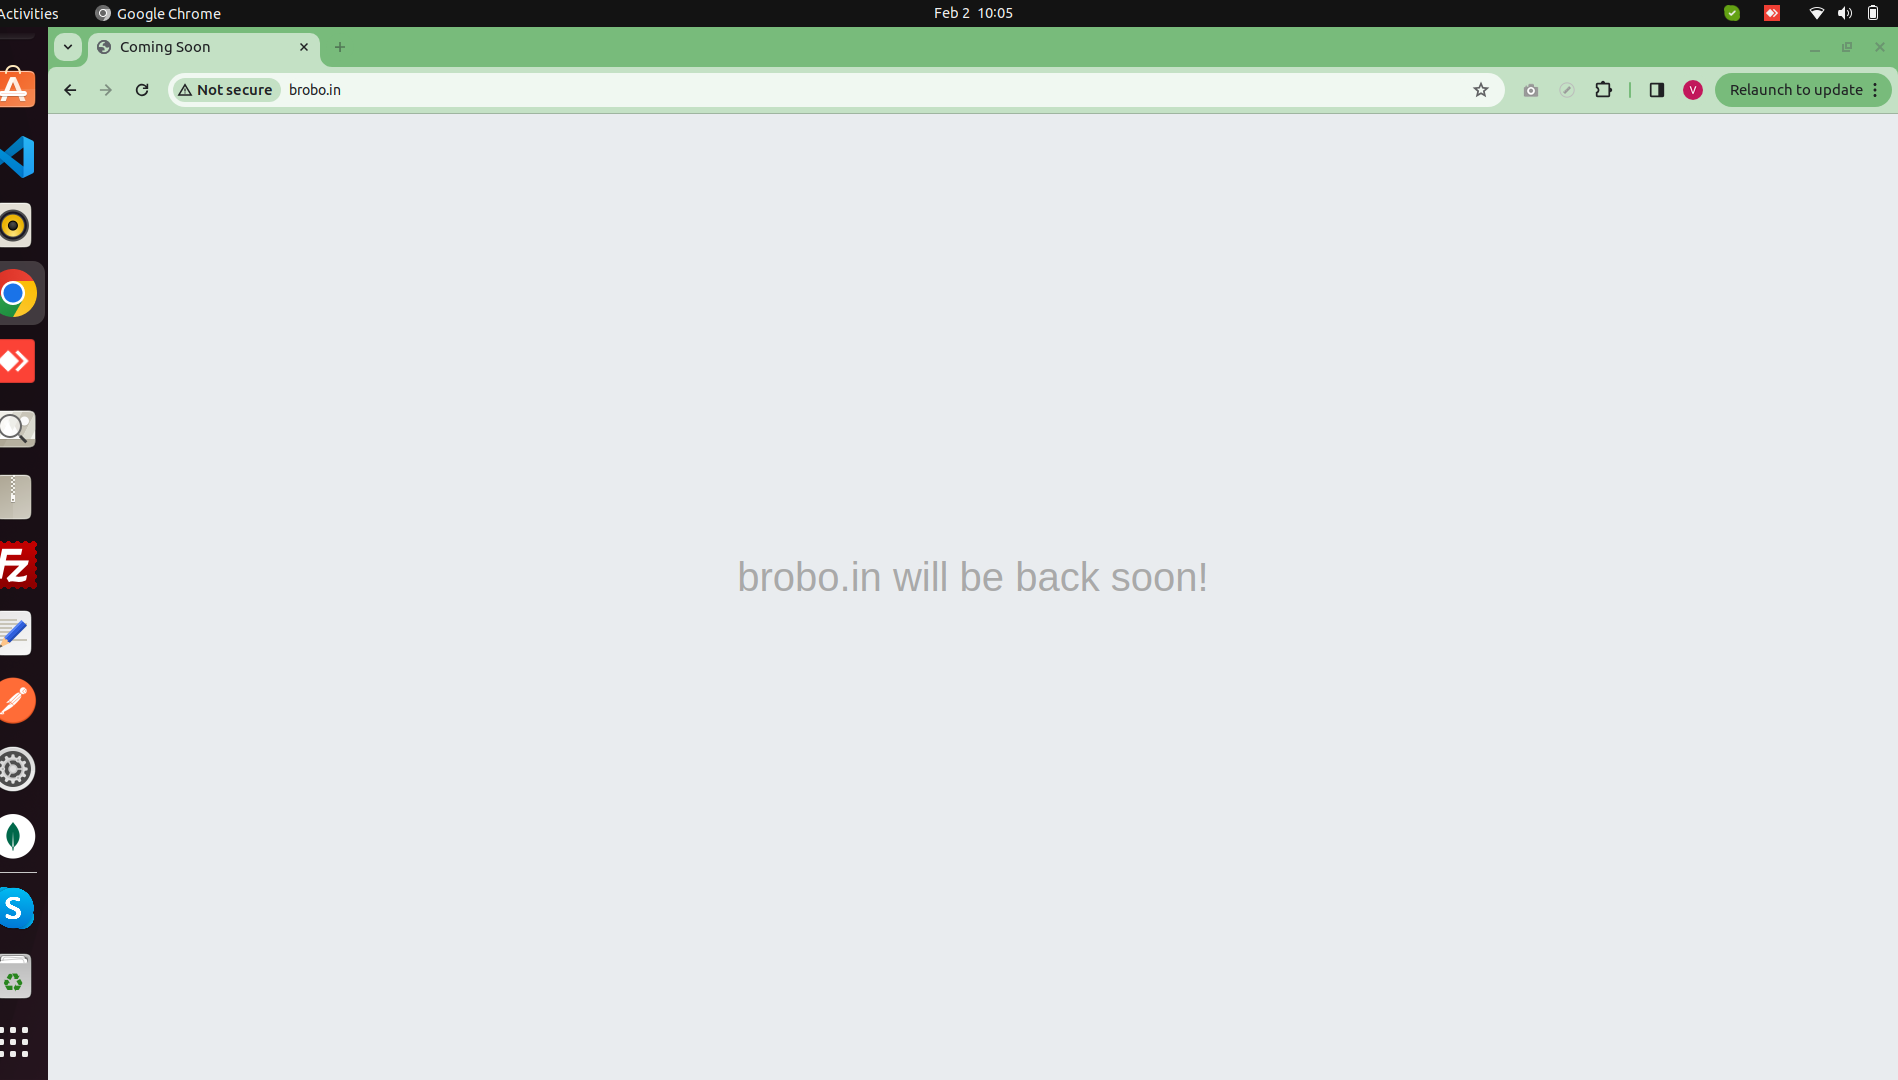 Activities
Google Chrome
Feb 2 10:05
Coming Soon
Not secure
brobo.in
V
Relaunch to update
brobo.in will be back soon!